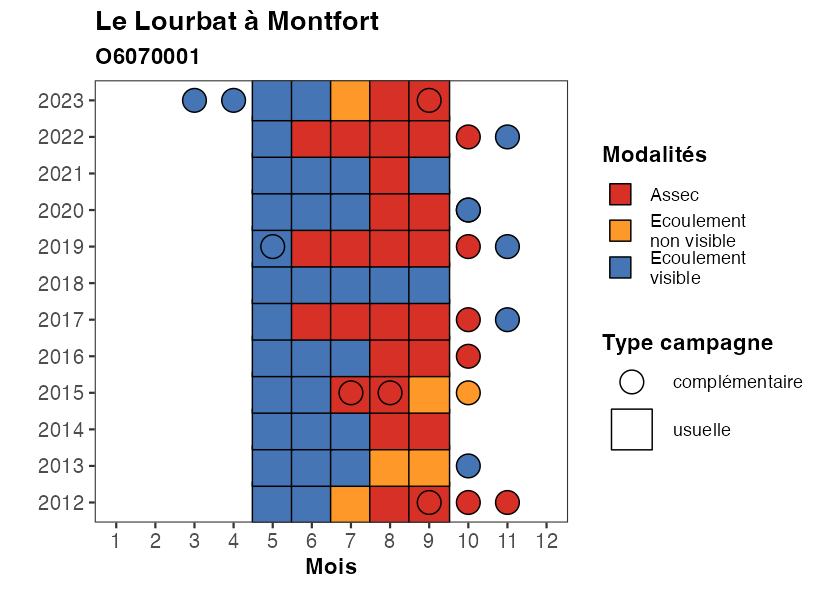 Le Lourbat à Montfort
O6070001
2023
2022
2021
2020
2019
2018
2017
2016
2015
2014
2013
2012
1 2 3 4 5 6 7 8 9 10 11 12
Mois
Modalités
Assec
Ecoulement
non visible
Ecoulement
visible
Type campagne
complémentaire
usuelle